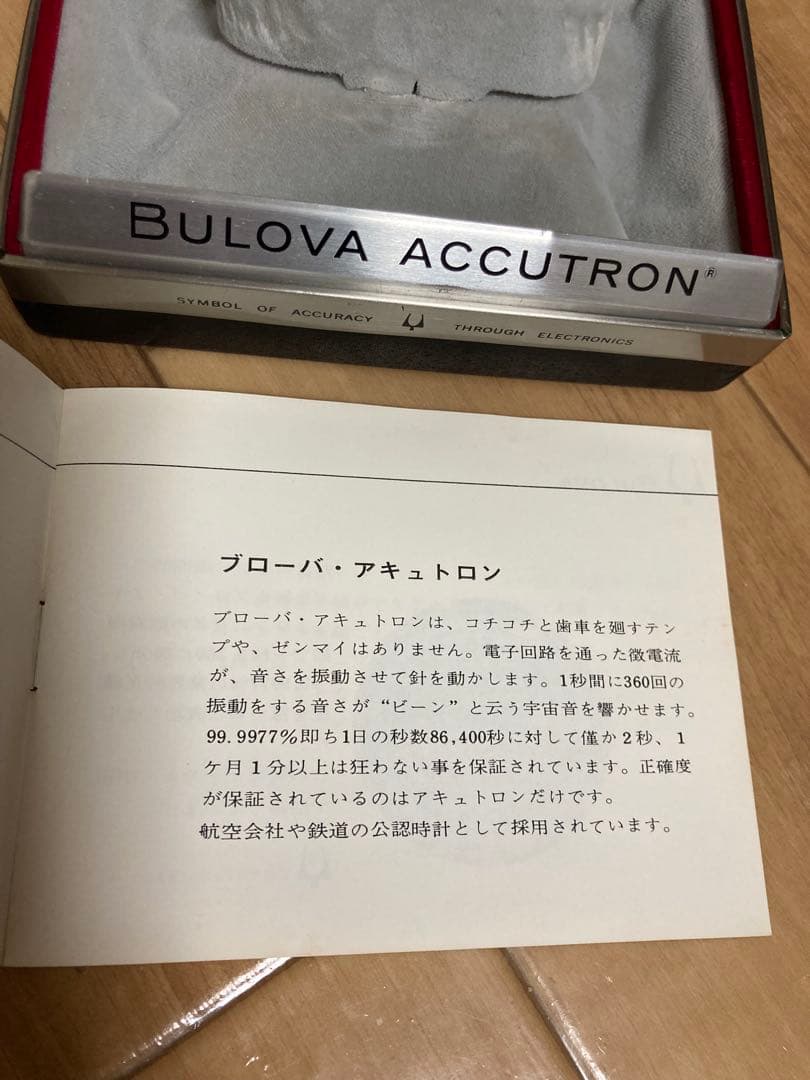 BULOVA ACCUTRON®
SYMBOL OF ACCURACY THROUGH ELECTRONICS
ブローバ・アキュトロン
ブローバ・アキュトロンは、コチコチと歯車を廻すテン
プや、ゼンマイはありません。電子回路を通った微電流
が、音さを振動させて針を動かします。1秒間に360回の
振動をする音さが“ビーン”と云う宇宙音を響かせます。
99.9977%即ち1日の秒数86,400秒に対して僅か2秒、1
ケ月1分以上は狂わない事を保証されています。正確度
が保証されているのはアキュトロンだけです。
航空会社や鉄道の公認時計として採用されています。